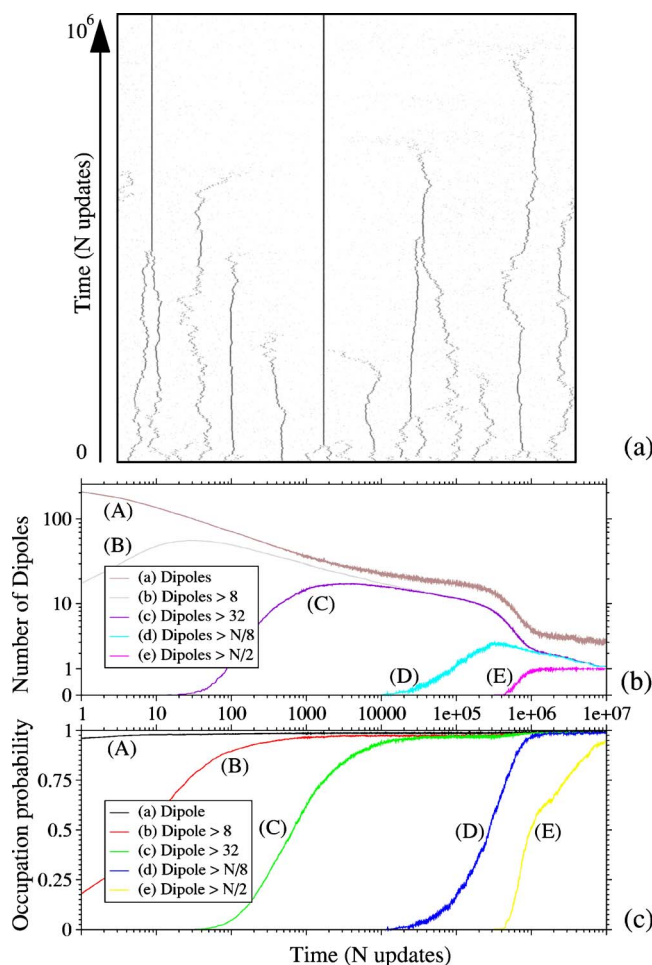 10^6
Time (N updates)
0
(a)
Number of Dipoles
100
10
1
0
(A)
(B)
(C)
(D)
(E)
(a) Dipoles
(b) Dipoles > 8
(c) Dipoles > 32
(d) Dipoles > N/8
(e) Dipoles > N/2
(b)
1 10 100 1000 10000 1e+05 1e+06 1e+07
Occupation probability
1
0.75
0.5
0.25
0
(A)
(B)
(C)
(D)
(E)
(a) Dipole
(b) Dipole > 8
(c) Dipole > 32
(d) Dipole > N/8
(e) Dipole > N/2
(c)
Time (N updates)